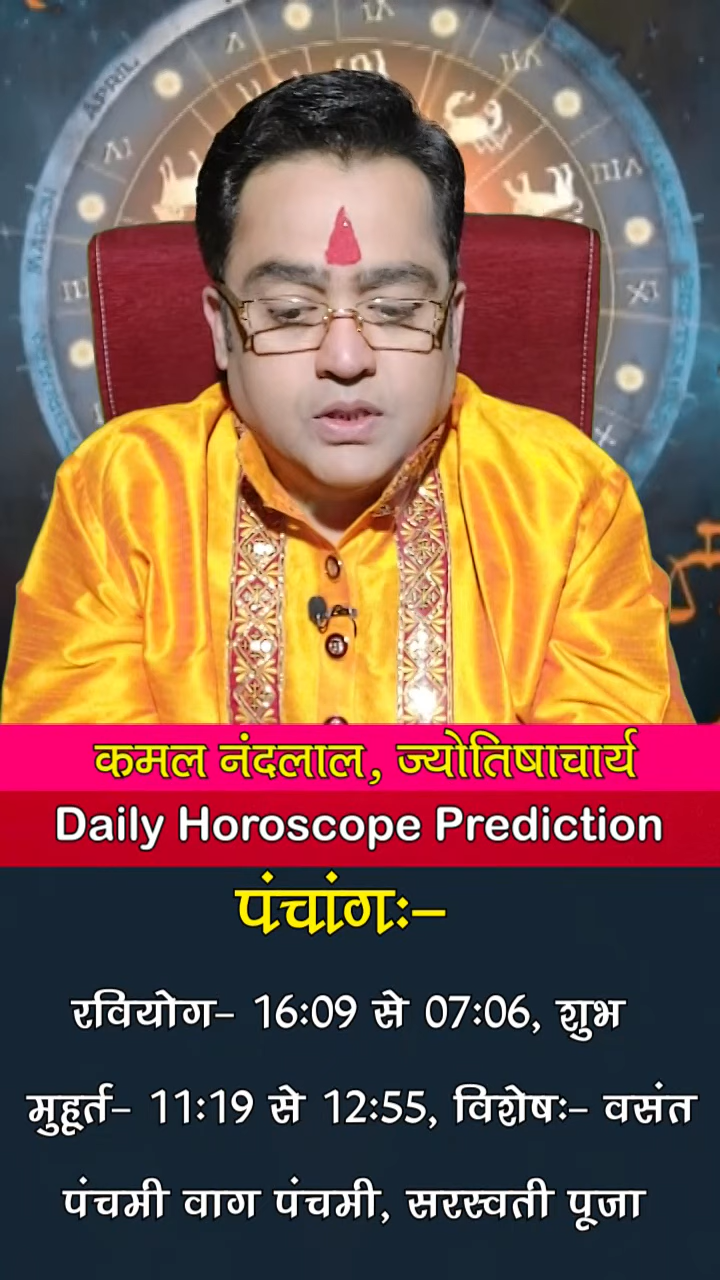 कमल नंदलाल, ज्योतिषाचार्य
Daily Horoscope Prediction
पंचांगः–
रवियोग– 16:09 से 07:06, शुभ
मुहूर्त– 11:19 से 12:55, विशेषः– वसंत
पंचमी वाग पंचमी, सरस्वती पूजा